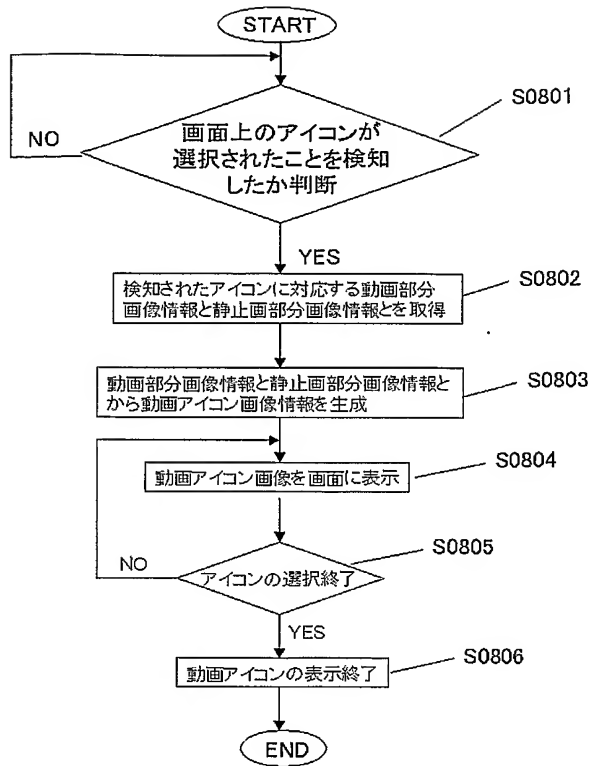 START
S0801
画面上のアイコンが
選択されたことを検知
したか判断
NO
YES
S0802
検知されたアイコンに対応する動画部分
画像情報と静止画部分画像情報とを取得
S0803
動画部分画像情報と静止画部分画像情報と
から動画アイコン画像情報を生成
S0804
動画アイコン画像を画面に表示
S0805
アイコンの選択終了
NO
YES
S0806
動画アイコンの表示終了
END